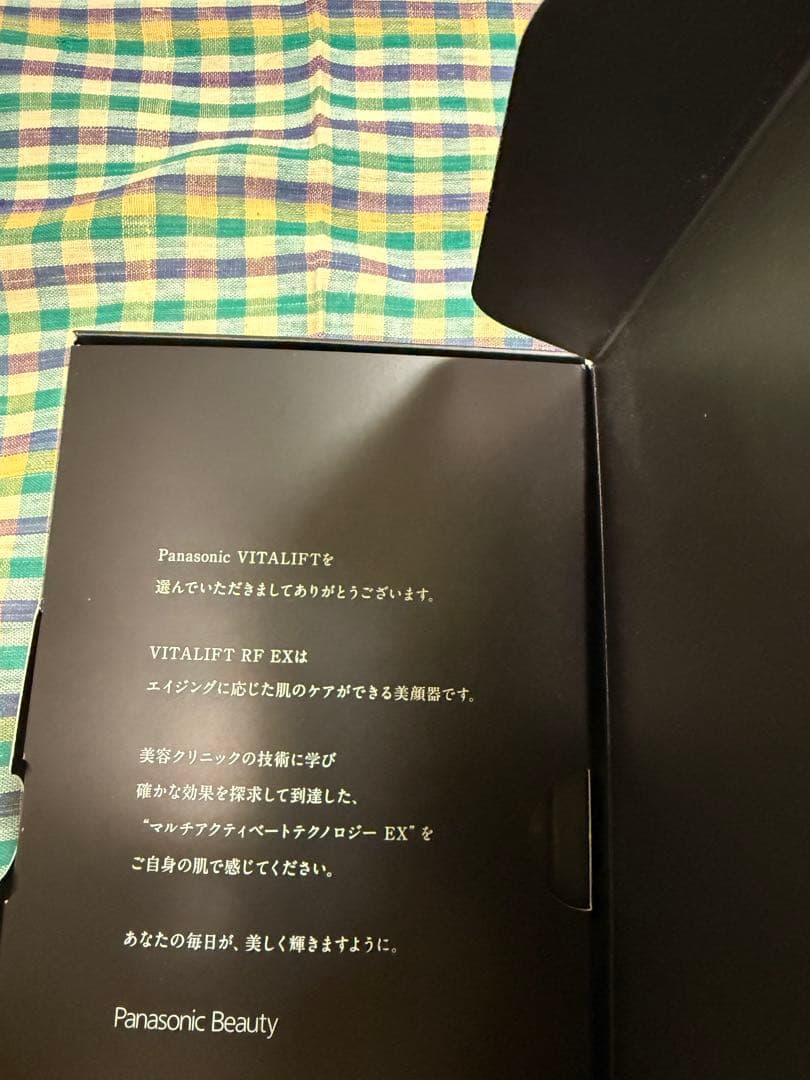 Panasonic VITALIFTを
選んでいただきましてありがとうございます。
VITALIFT RF EXは
エイジングに応じた肌のケアができる美顔器です。
美容クリニックの技術に学び
確かな効果を探求して到達した、
“マルチアクティベートテクノロジー EX”を
ご自身の肌で感じてください。
あなたの毎日が、美しく輝きますように。
Panasonic Beauty